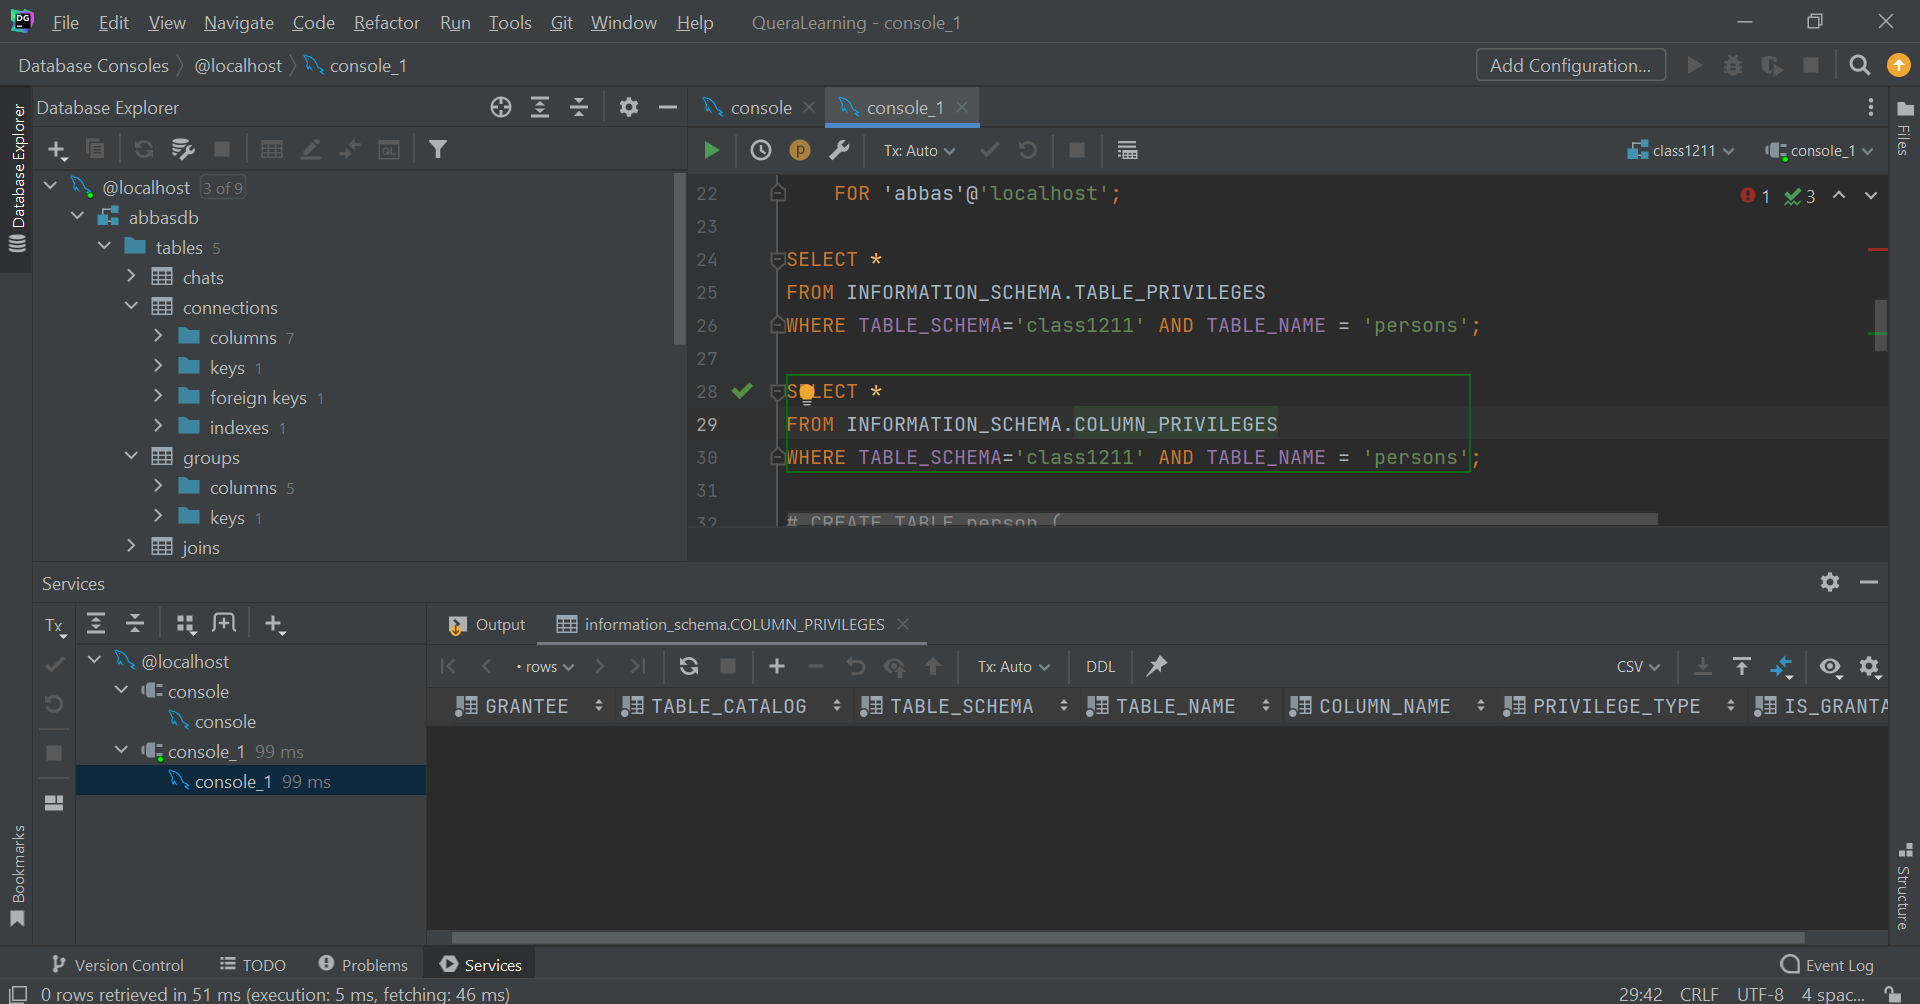 DG File Edit View Navigate Code Refactor Run Tools Git Window Help QueraLearning - console_1
Database Consoles @localhost console_1 Add Configuration...
Database Explorer
Database Explorer
console console_1
Tx: Auto class1211 console_1
Files
@localhost 3 of 9
abbasdb
tables 5
chats
connections
columns 7
keys 1
foreign keys 1
indexes 1
groups
columns 5
keys 1
joins
22 FOR 'abbas'@'localhost';
1 3
23
24 SELECT *
25 FROM INFORMATION_SCHEMA.TABLE_PRIVILEGES
26 WHERE TABLE_SCHEMA='class1211' AND TABLE_NAME = 'persons';
27
28 SELECT *
29 FROM INFORMATION_SCHEMA.COLUMN_PRIVILEGES
30 WHERE TABLE_SCHEMA='class1211' AND TABLE_NAME = 'persons';
31
32 # CREATE TABLE person (
Services
Tx
Output information_schema.COLUMN_PRIVILEGES
@localhost
console
console
console_1 99 ms
console_1 99 ms
rows Tx: Auto DDL CSV
GRANTEE TABLE_CATALOG TABLE_SCHEMA TABLE_NAME COLUMN_NAME PRIVILEGE_TYPE IS_GRANTA
Bookmarks
Structure
Version Control TODO Problems Services Event Log
0 rows retrieved in 51 ms (execution: 5 ms, fetching: 46 ms) 29:42 CRLF UTF-8 4 spac...